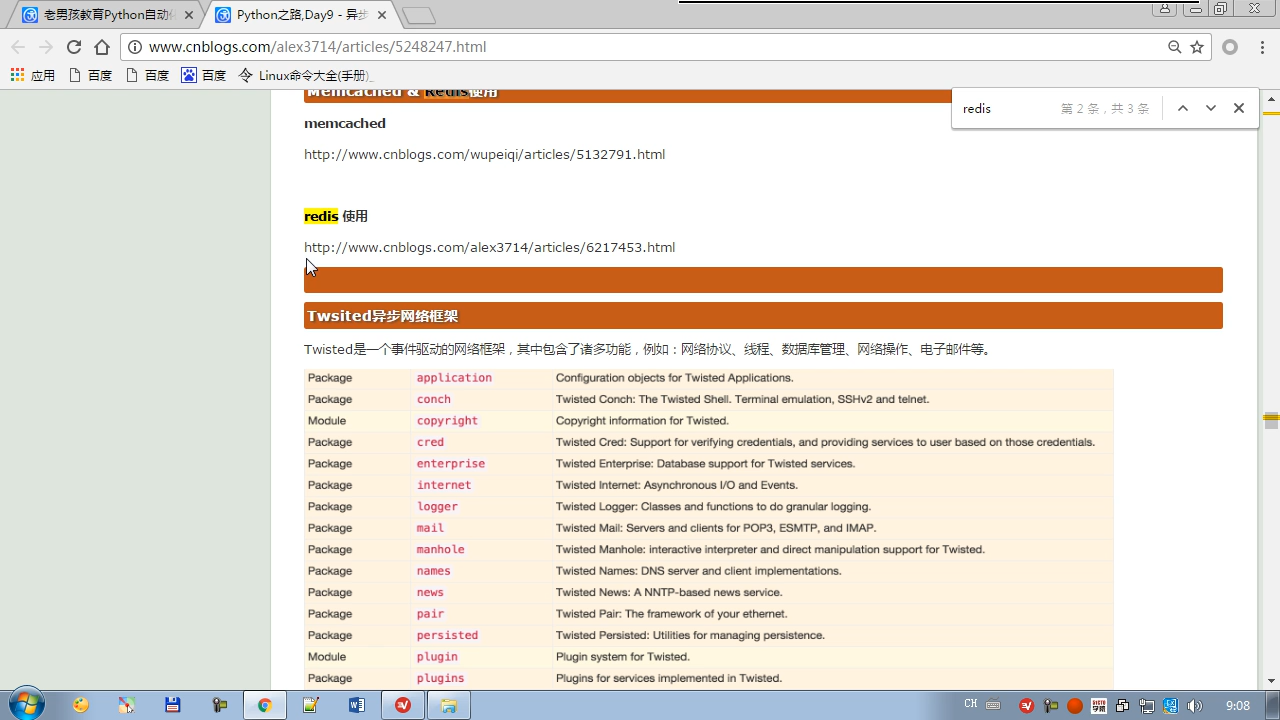 老男孩教育Python自动化
Python之路,Day9 - 异步
www.cnblogs.com/alex3714/articles/5248247.html
应用
百度
百度
百度
Linux命令大全(手册)_
redis
第 2 条，共 3 条
Memcached & Redis使用
memcached
http://www.cnblogs.com/wupeiqi/articles/5132791.html
redis 使用
http://www.cnblogs.com/alex3714/articles/6217453.html
Twsited异步网络框架
Twisted是一个事件驱动的网络框架，其中包含了诸多功能，例如：网络协议、线程、数据库管理、网络操作、电子邮件等。
Package application Configuration objects for Twisted Applications.
Package conch Twisted Conch: The Twisted Shell. Terminal emulation, SSHv2 and telnet.
Module copyright Copyright information for Twisted.
Package cred Twisted Cred: Support for verifying credentials, and providing services to user based on those credentials.
Package enterprise Twisted Enterprise: Database support for Twisted services.
Package internet Twisted Internet: Asynchronous I/O and Events.
Package logger Twisted Logger: Classes and functions to do granular logging.
Package mail Twisted Mail: Servers and clients for POP3, ESMTP, and IMAP.
Package manhole Twisted Manhole: interactive interpreter and direct manipulation support for Twisted.
Package names Twisted Names: DNS server and client implementations.
Package news Twisted News: A NNTP-based news service.
Package pair Twisted Pair: The framework of your ethernet.
Package persisted Twisted Persisted: Utilities for managing persistence.
Module plugin Plugin system for Twisted.
Package plugins Plugins for services implemented in Twisted.
CH
9:08